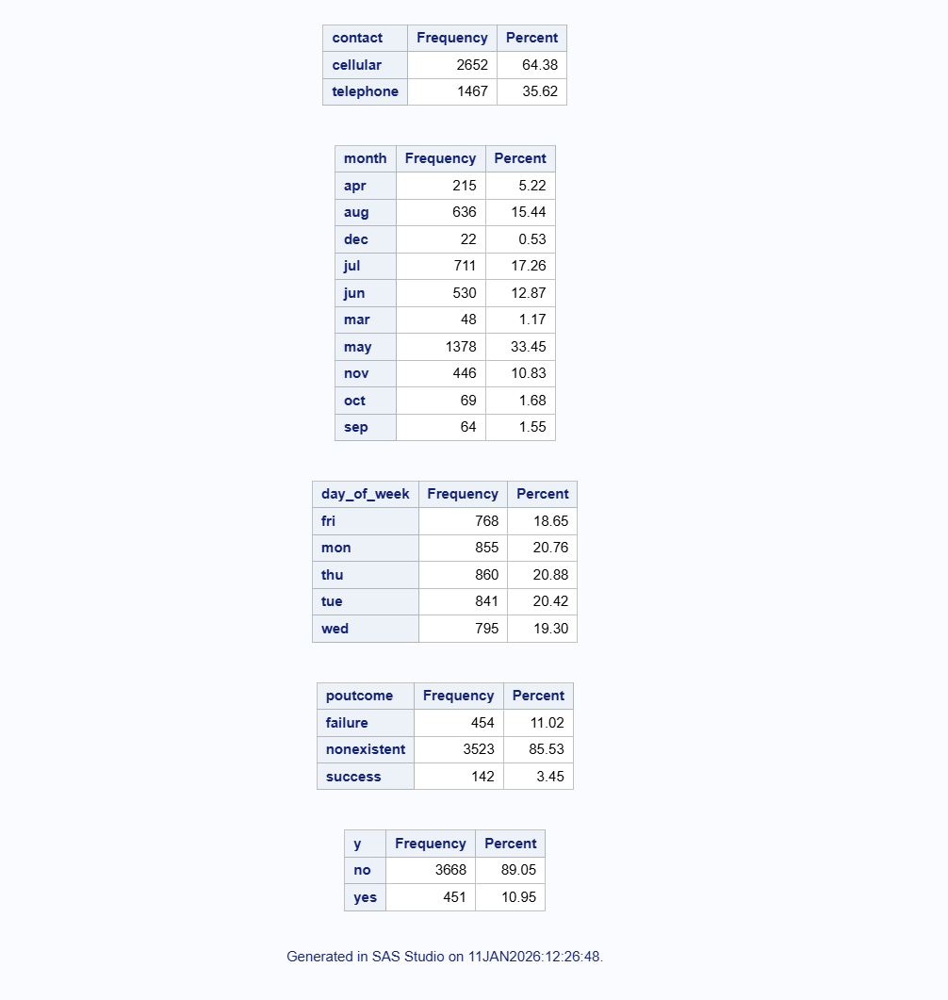 contact Frequency Percent
cellular 2652 64.38
telephone 1467 35.62
month Frequency Percent
apr 215 5.22
aug 636 15.44
dec 22 0.53
jul 711 17.26
jun 530 12.87
mar 48 1.17
may 1378 33.45
nov 446 10.83
oct 69 1.68
sep 64 1.55
day_of_week Frequency Percent
fri 768 18.65
mon 855 20.76
thu 860 20.88
tue 841 20.42
wed 795 19.30
poutcome Frequency Percent
failure 454 11.02
nonexistent 3523 85.53
success 142 3.45
y Frequency Percent
no 3668 89.05
yes 451 10.95
Generated in SAS Studio on 11JAN2026:12:26:48.